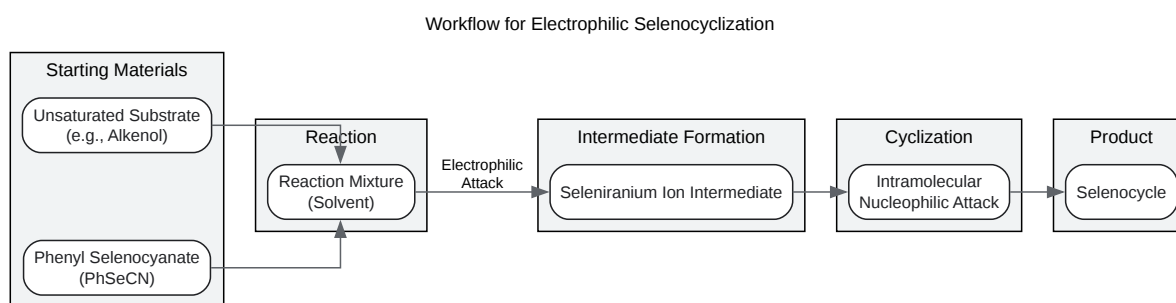 Workflow for Electrophilic Selenocyclization
Starting Materials
Unsaturated Substrate
(e.g., Alkenol)
Phenyl Selenocyanate
(PhSeCN)
Reaction
Reaction Mixture
(Solvent)
Electrophilic
Attack
Intermediate Formation
Seleniranium Ion Intermediate
Cyclization
Intramolecular
Nucleophilic Attack
Product
Selenocycle